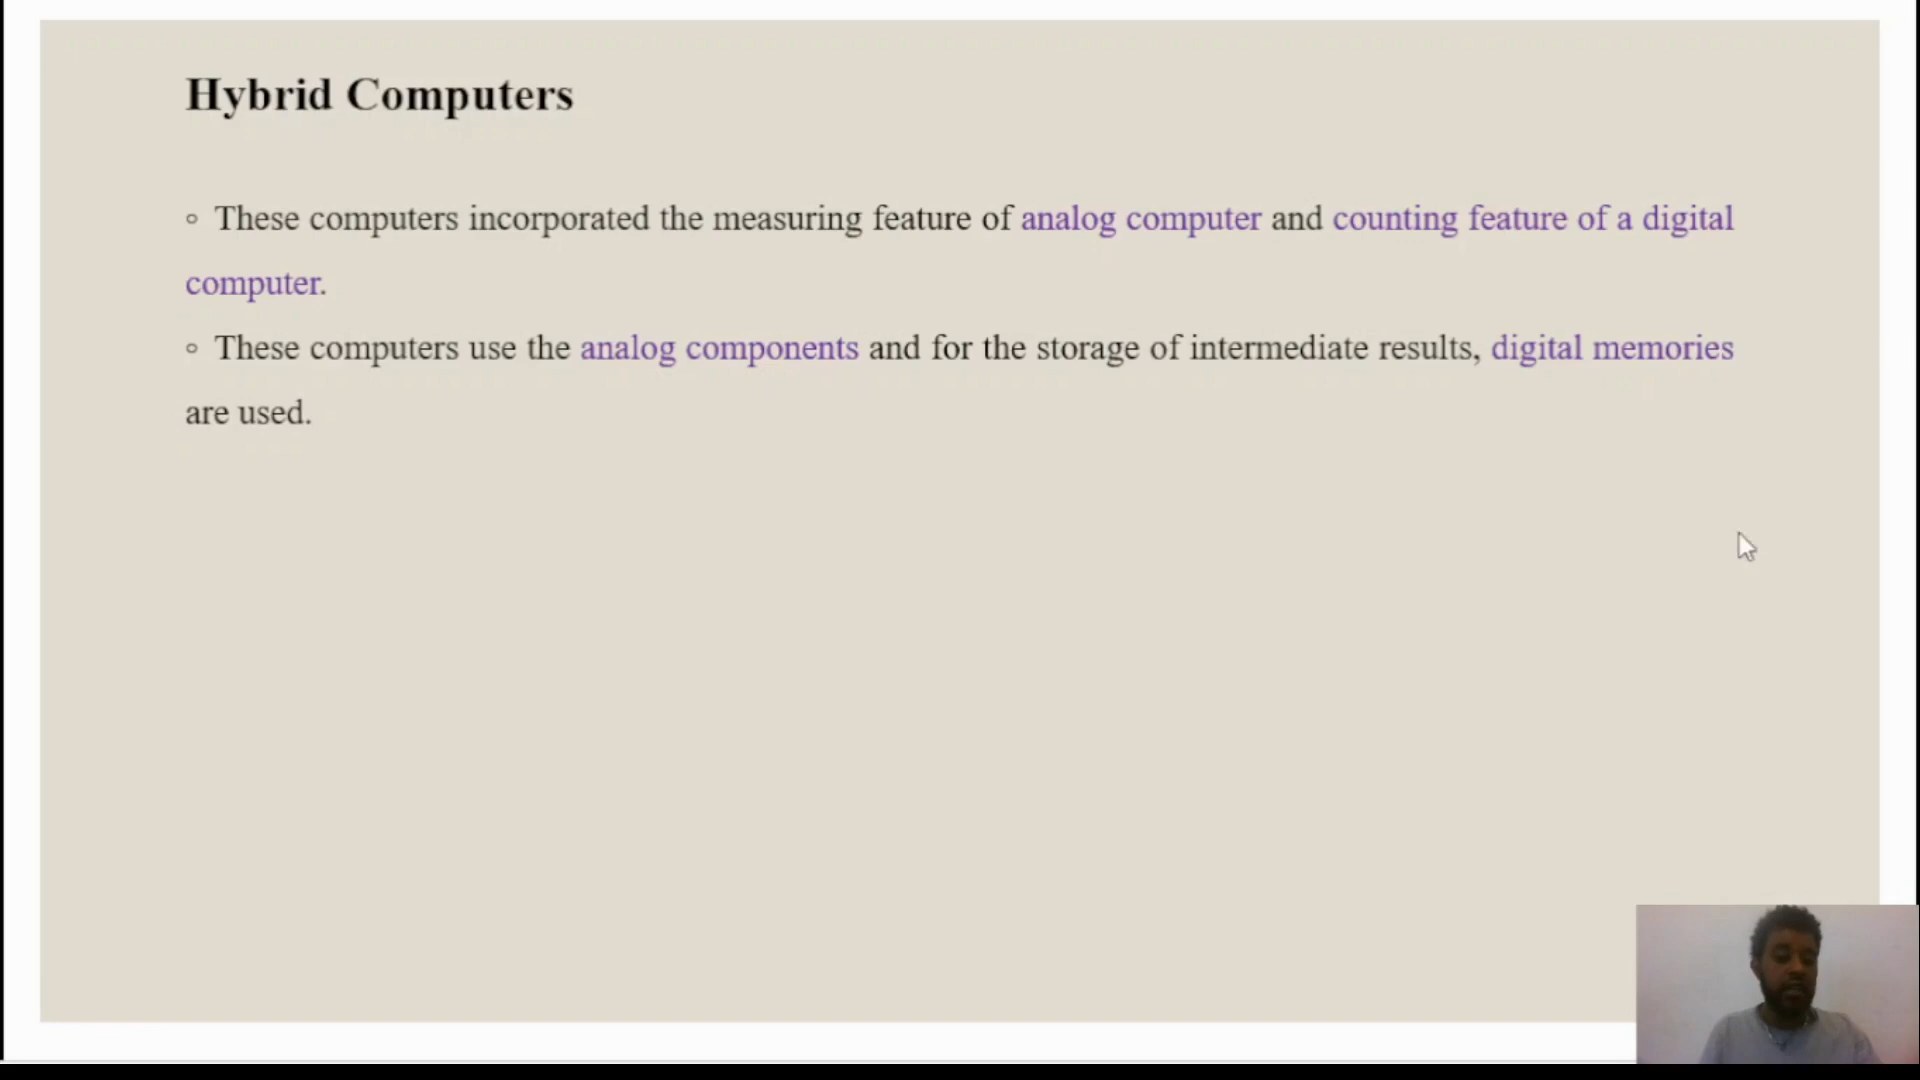 Hybrid Computers
◦ These computers incorporated the measuring feature of analog computer and counting feature of a digital
computer.
◦ These computers use the analog components and for the storage of intermediate results, digital memories
are used.